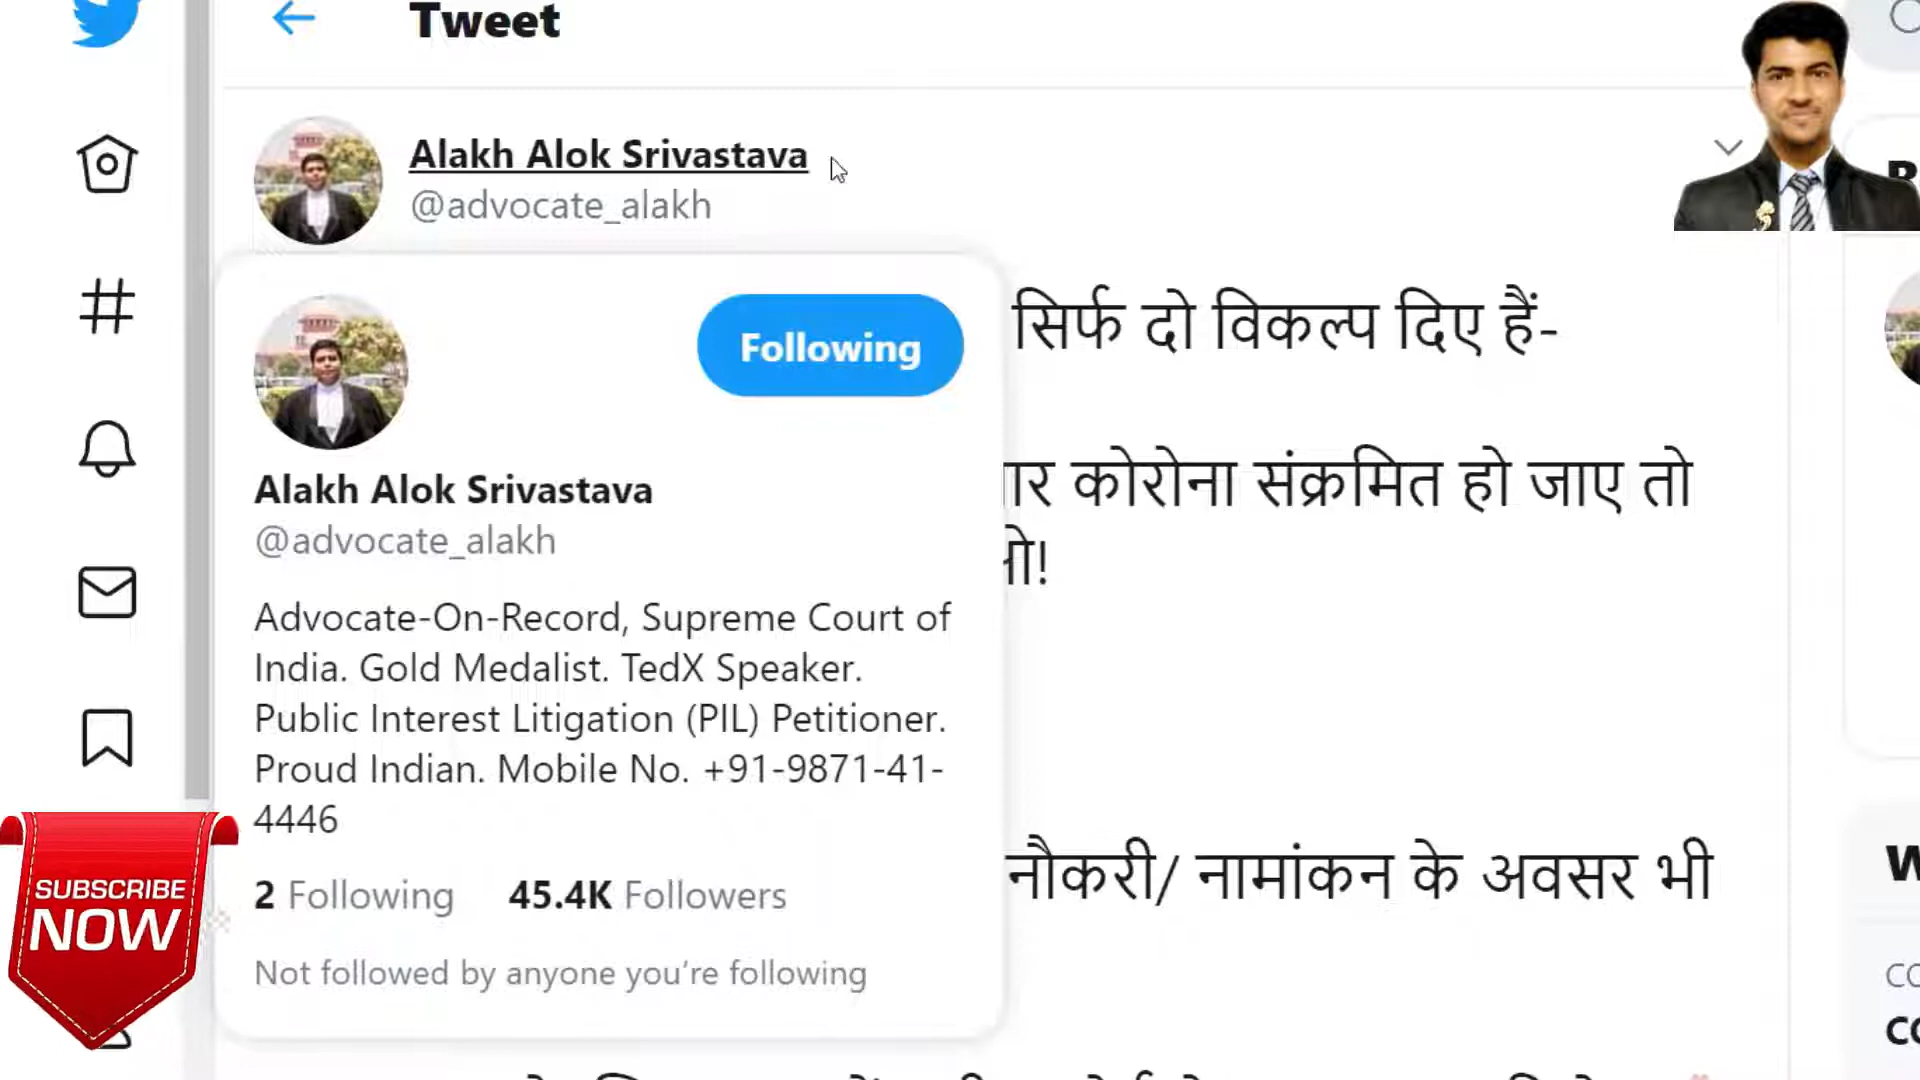 Tweet
Alakh Alok Srivastava
@advocate_alakh
Following
सिर्फ दो विकल्प दिए हैं-
Alakh Alok Srivastava
@advocate_alakh
कोरोना संक्रमित हो जाए तो
Advocate-On-Record, Supreme Court of
India. Gold Medalist. TedX Speaker.
Public Interest Litigation (PIL) Petitioner.
Proud Indian. Mobile No. +91-9871-41-
4446
2 Following 45.4K Followers
नौकरी/ नामांकन के अवसर भी
Not followed by anyone you’re following
SUBSCRIBE
NOW